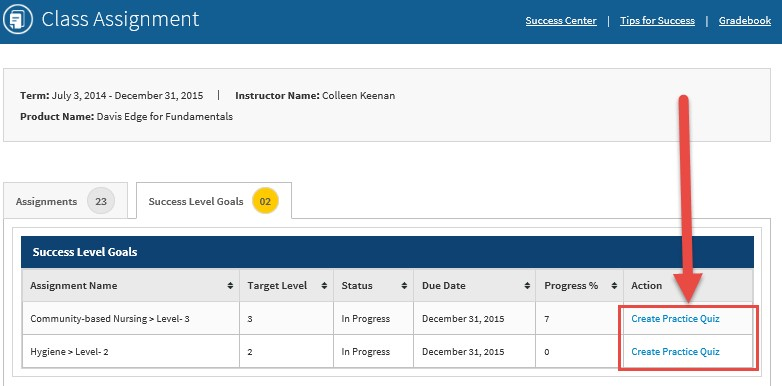 Class Assignment
Success Center | Tips for Success | Gradebook
Term: July 3, 2014 - December 31, 2015 | Instructor Name: Colleen Keenan
Product Name: Davis Edge for Fundamentals
Assignments 23 Success Level Goals 02
Success Level Goals
Assignment Name Target Level Status Due Date Progress % Action
Community-based Nursing > Level- 3 3 In Progress December 31, 2015 7 Create Practice Quiz
Hygiene > Level- 2 2 In Progress December 31, 2015 0 Create Practice Quiz